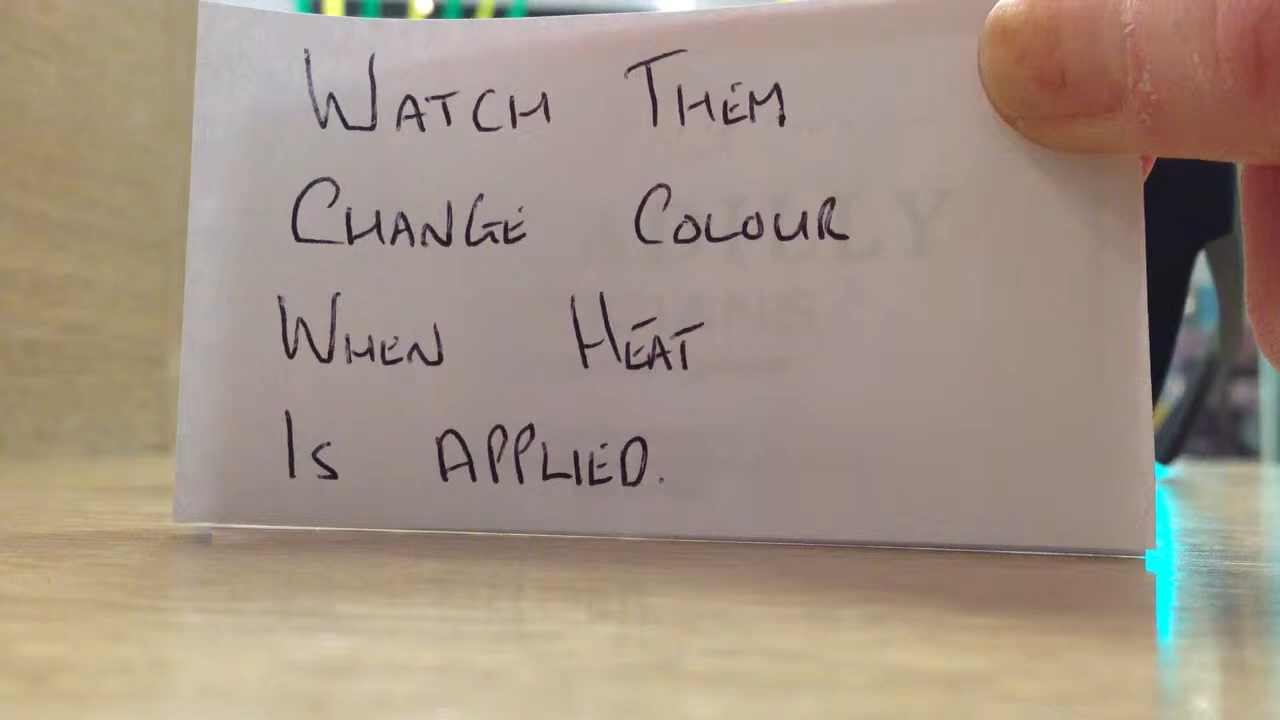 WATCH THEM
CHANGE COLOUR
WHEN HEAT
IS APPLIED.